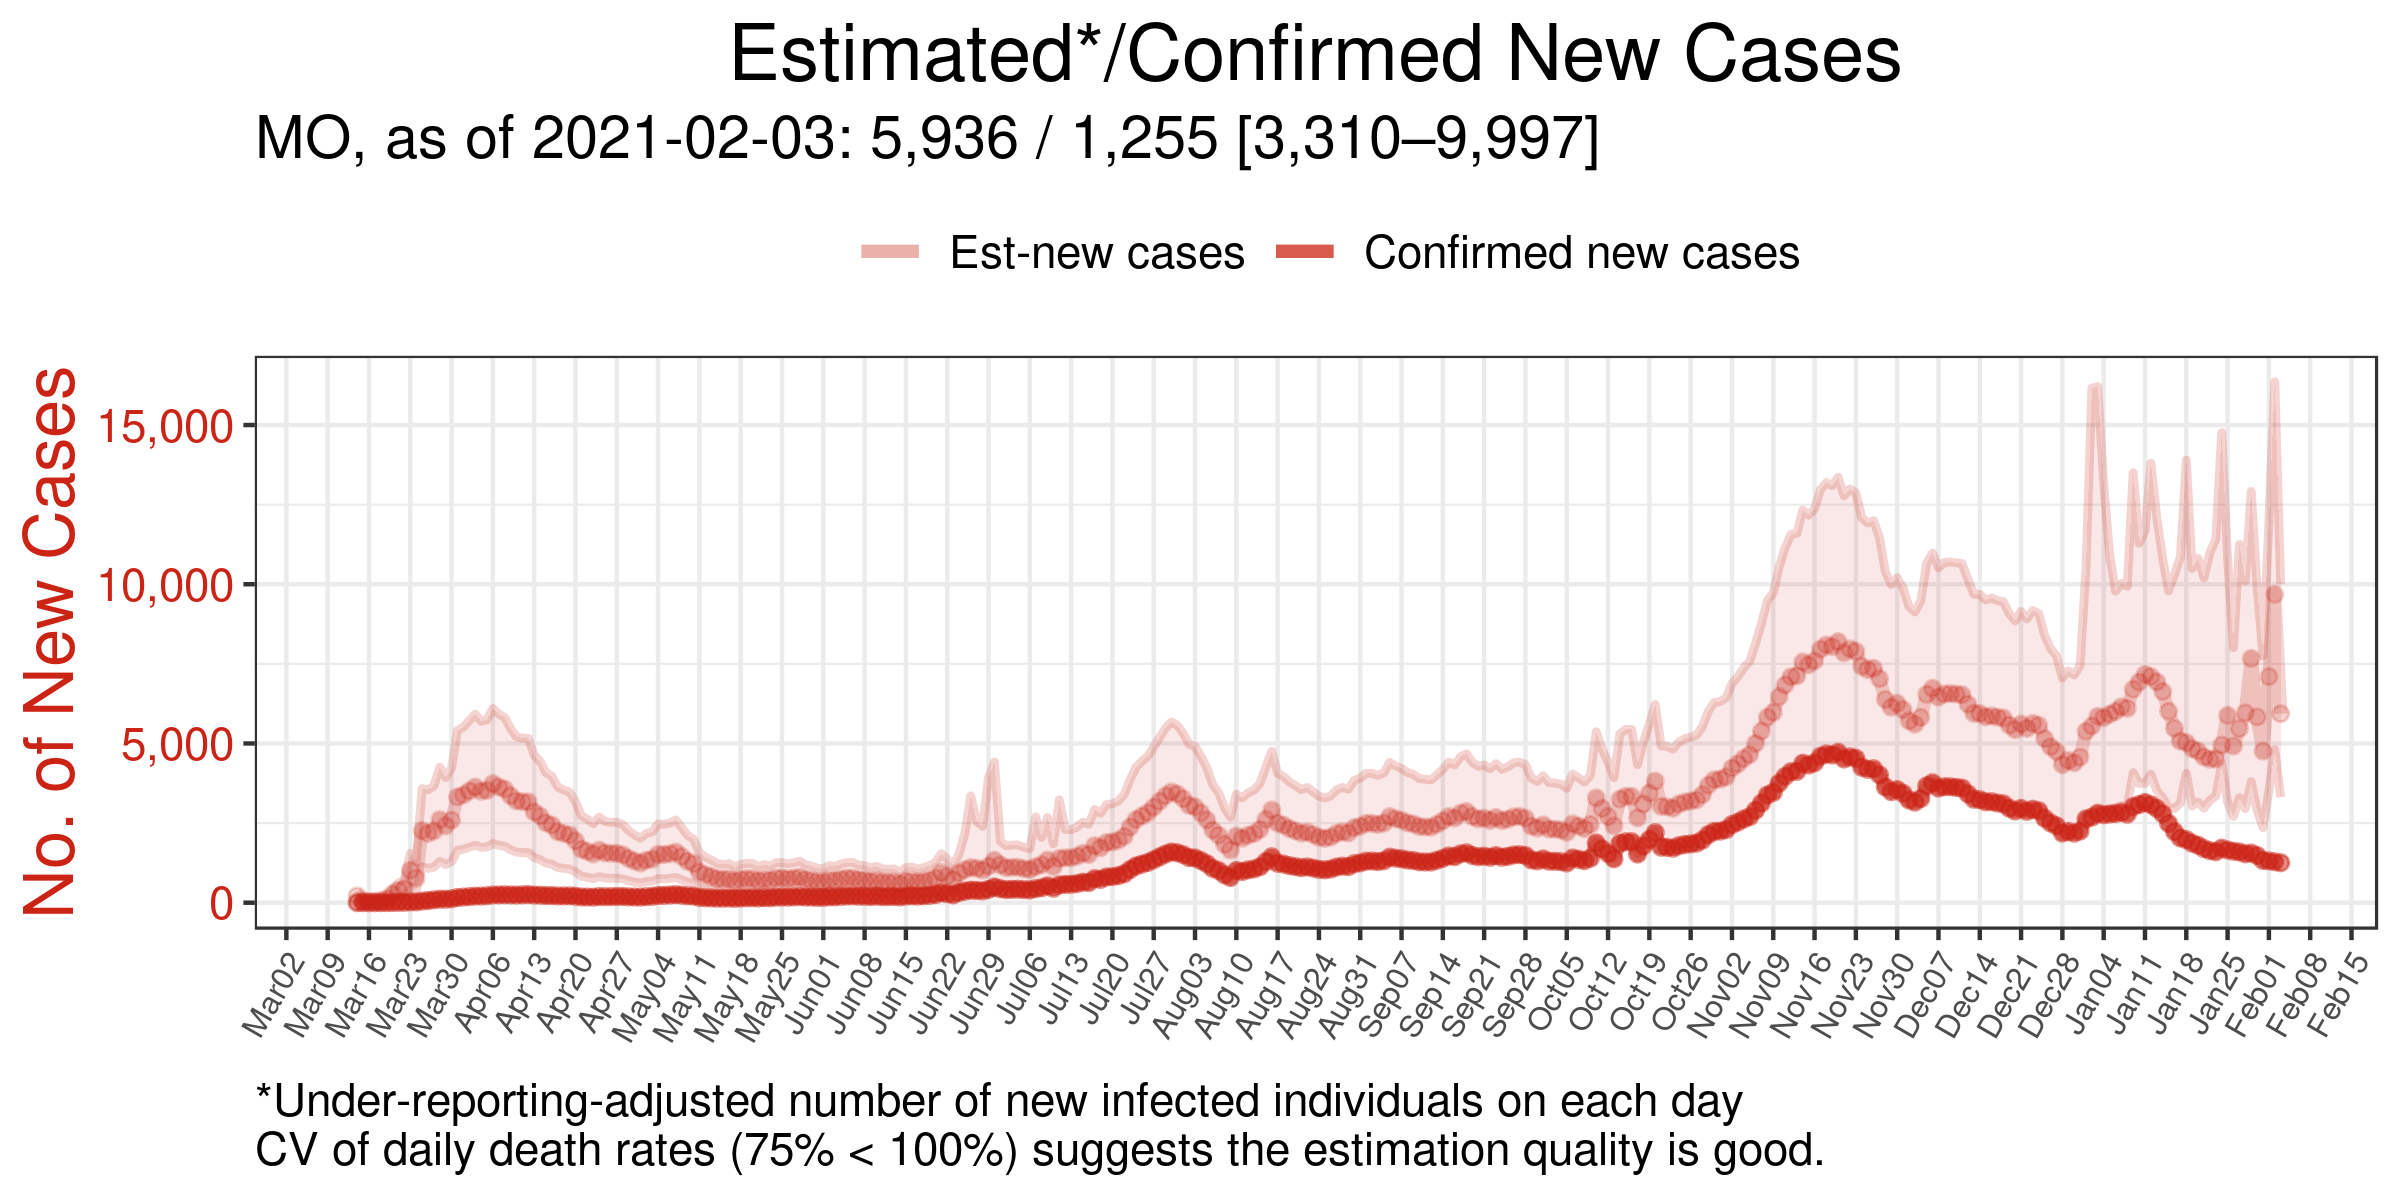 Estimated*/Confirmed New Cases
MO, as of 2021-02-03: 5,936 / 1,255 [3,310–9,997]
Est-new cases
Confirmed new cases
No. of New Cases
15,000
10,000
5,000
0
Mar02
Mar09
Mar16
Mar23
Mar30
Apr06
Apr13
Apr20
Apr27
May04
May11
May18
May25
Jun01
Jun08
Jun15
Jun22
Jun29
Jul06
Jul13
Jul20
Jul27
Aug03
Aug10
Aug17
Aug24
Aug31
Sep07
Sep14
Sep21
Sep28
Oct05
Oct12
Oct19
Oct26
Nov02
Nov09
Nov16
Nov23
Nov30
Dec07
Dec14
Dec21
Dec28
Jan04
Jan11
Jan18
Jan25
Feb01
Feb08
Feb15
*Under-reporting-adjusted number of new infected individuals on each day
CV of daily death rates (75% < 100%) suggests the estimation quality is good.